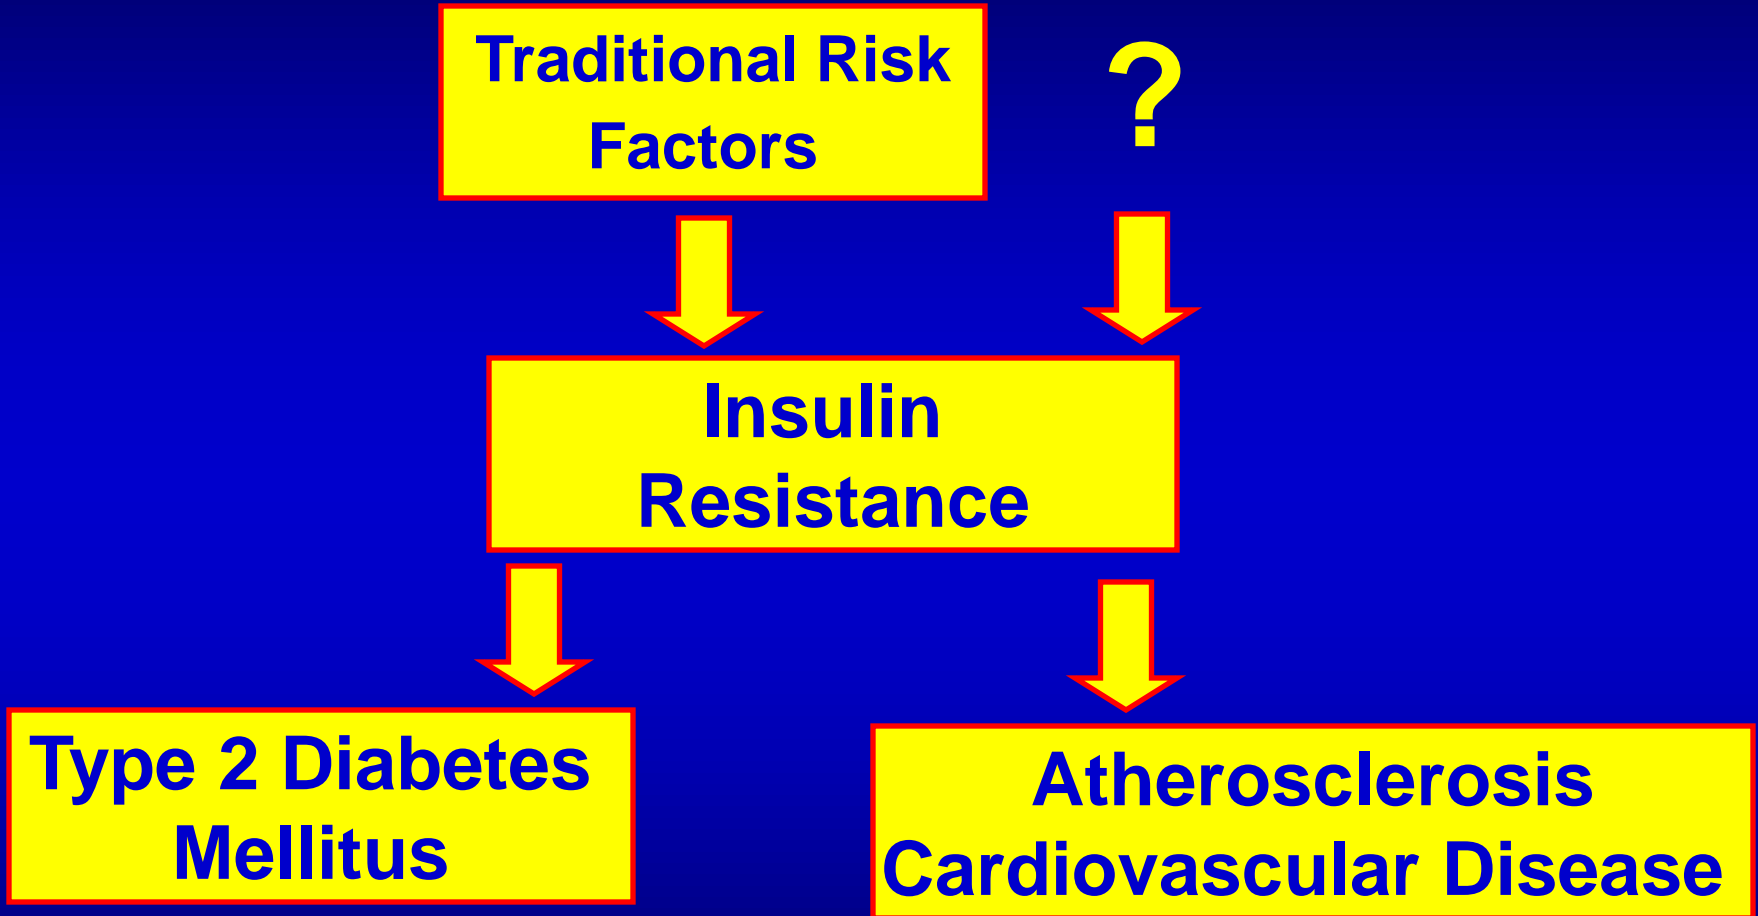 Traditional Risk
Factors
?
Insulin
Resistance
Type 2 Diabetes
Mellitus
Atherosclerosis
Cardiovascular Disease